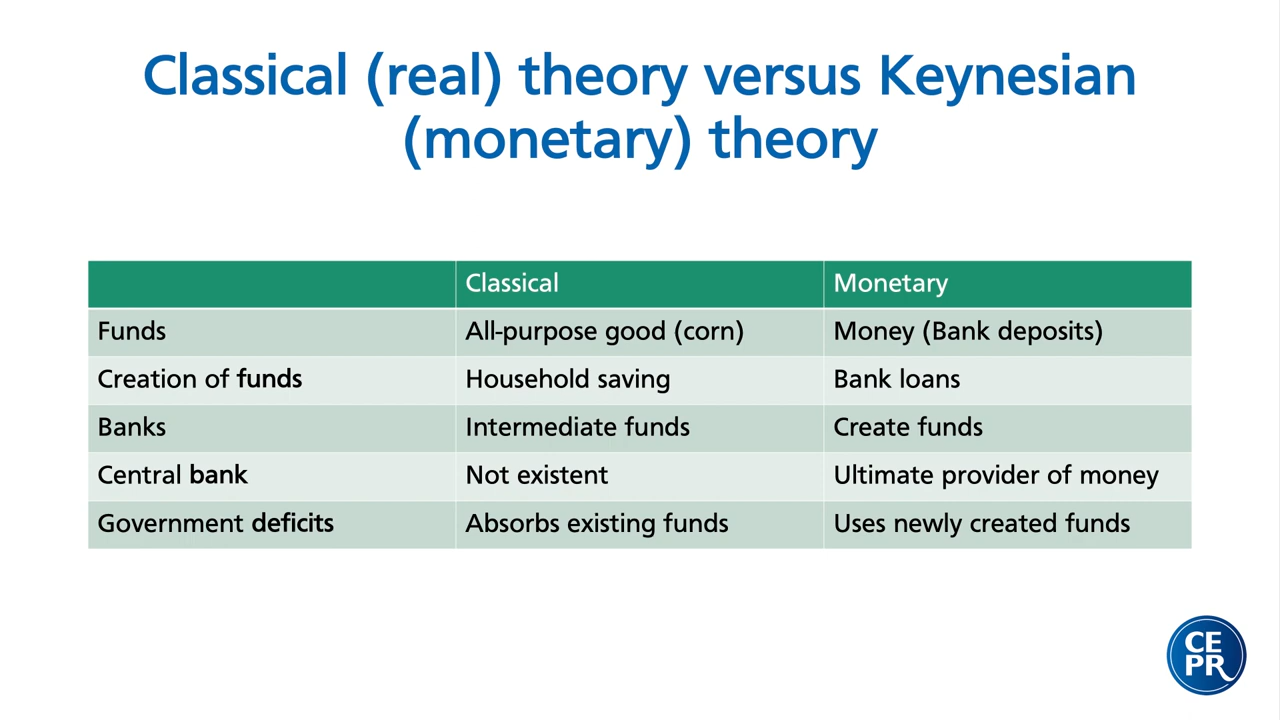 Classical (real) theory versus Keynesian
(monetary) theory
Classical Monetary
Funds All-purpose good (corn) Money (Bank deposits)
Creation of funds Household saving Bank loans
Banks Intermediate funds Create funds
Central bank Not existent Ultimate provider of money
Government deficits Absorbs existing funds Uses newly created funds
CE
PR